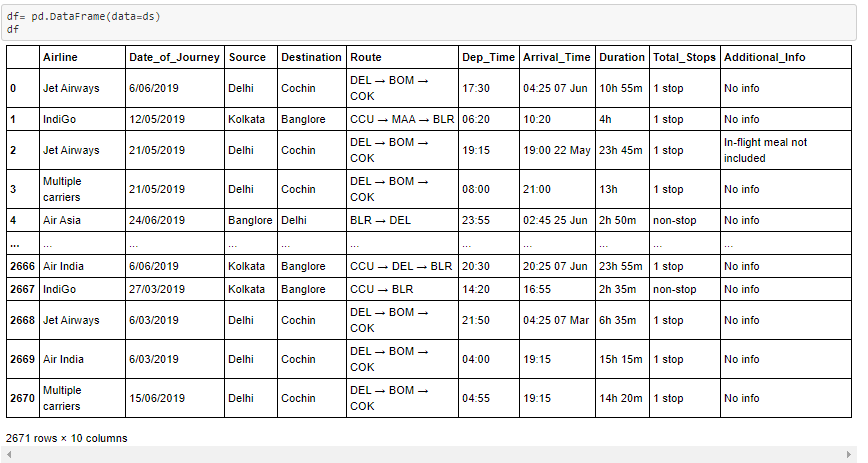 df= pd.DataFrame(data=ds)
df
Airline Date_of_Journey Source Destination Route Dep_Time Arrival_Time Duration Total_Stops Additional_Info
0 Jet Airways 6/06/2019 Delhi Cochin DEL → BOM → COK 17:30 04:25 07 Jun 10h 55m 1 stop No info
1 IndiGo 12/05/2019 Kolkata Banglore CCU → MAA → BLR 06:20 10:20 4h 1 stop No info
2 Jet Airways 21/05/2019 Delhi Cochin DEL → BOM → COK 19:15 19:00 22 May 23h 45m 1 stop In-flight meal not included
3 Multiple carriers 21/05/2019 Delhi Cochin DEL → BOM → COK 08:00 21:00 13h 1 stop No info
4 Air Asia 24/06/2019 Banglore Delhi BLR → DEL 23:55 02:45 25 Jun 2h 50m non-stop No info
... ... ... ... ... ... ... ... ... ... ...
2666 Air India 6/06/2019 Kolkata Banglore CCU → DEL → BLR 20:30 20:25 07 Jun 23h 55m 1 stop No info
2667 IndiGo 27/03/2019 Kolkata Banglore CCU → BLR 14:20 16:55 2h 35m non-stop No info
2668 Jet Airways 6/03/2019 Delhi Cochin DEL → BOM → COK 21:50 04:25 07 Mar 6h 35m 1 stop No info
2669 Air India 6/03/2019 Delhi Cochin DEL → BOM → COK 04:00 19:15 15h 15m 1 stop No info
2670 Multiple carriers 15/06/2019 Delhi Cochin DEL → BOM → COK 04:55 19:15 14h 20m 1 stop No info
2671 rows × 10 columns